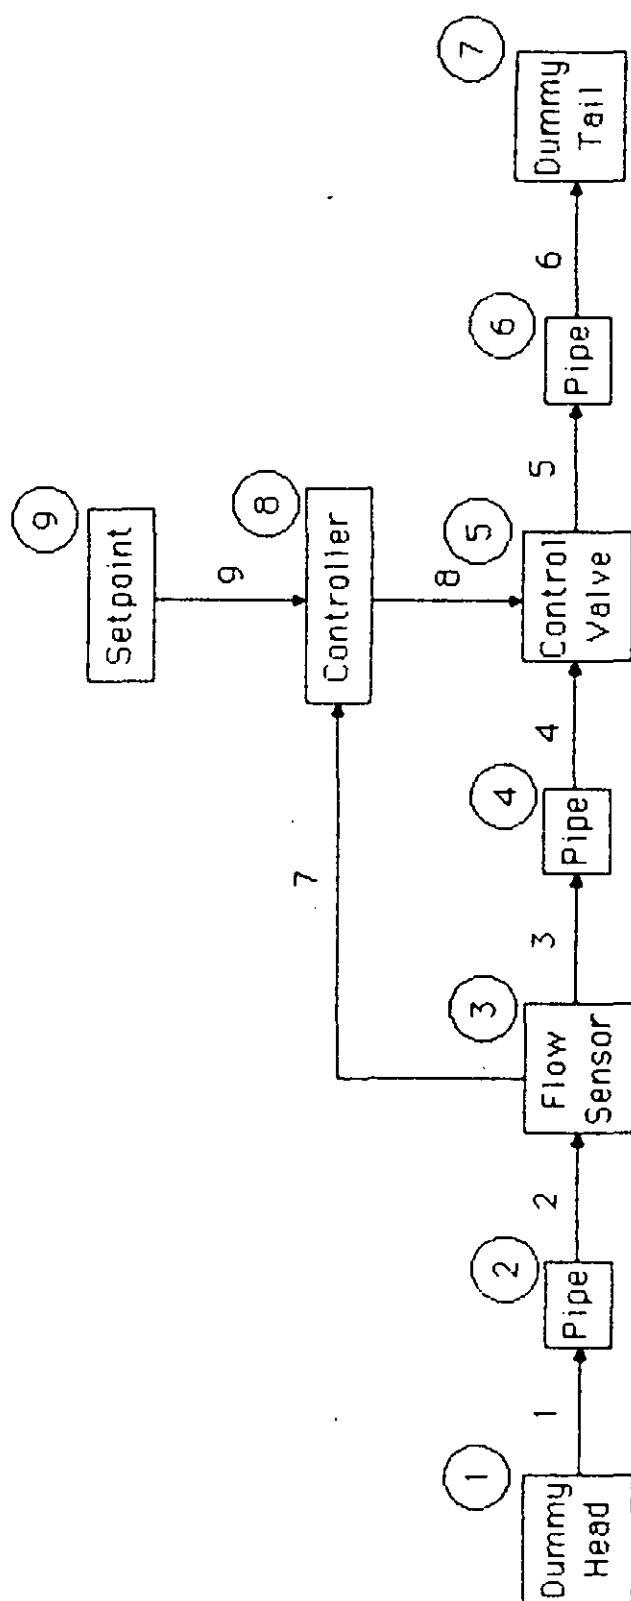 9
Setpoint
9
8
Controller
7
8
1
2
3
4
5
6
7
Dummy
Head
1
Pipe
2
Flow
Sensor
3
Pipe
4
Control
Valve
5
Pipe
6
Dummy
Tail